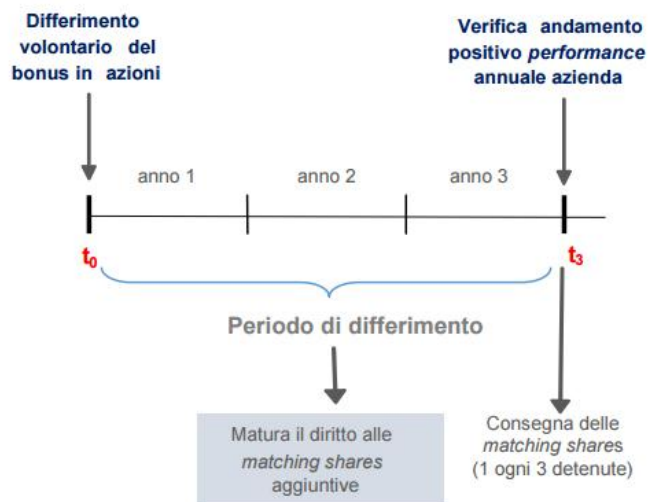 Differimento
volontario del
bonus in azioni
Verifica andamento
positivo performance
annuale azienda
anno 1
anno 2
anno 3
t₀
t₃
Periodo di differimento
Matura il diritto alle
matching shares
aggiuntive
Consegna delle
matching shares
(1 ogni 3 detenute)